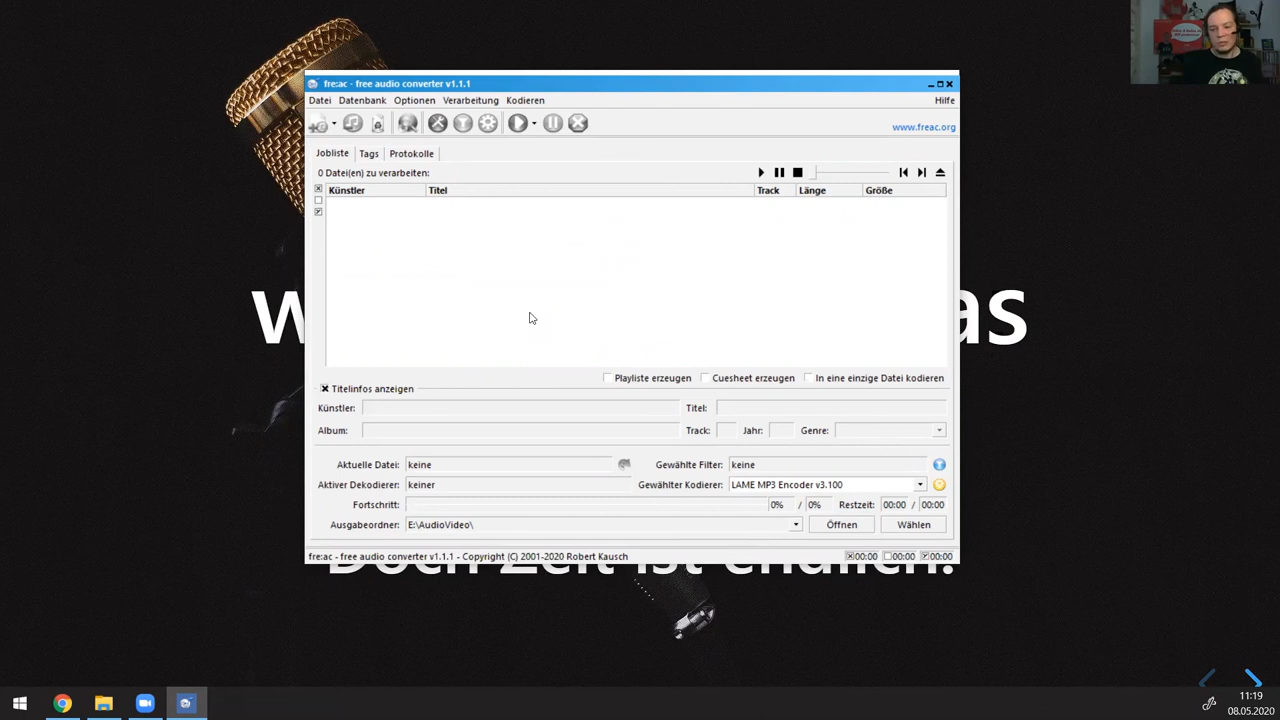 fre:ac - free audio converter v1.1.1
Datei Datenbank Optionen Verarbeitung Kodieren Hilfe
www.freac.org
Jobliste Tags Protokolle
0 Datei(en) zu verarbeiten:
Künstler Titel Track Länge Größe
w as
Playliste erzeugen Cuesheet erzeugen In eine einzige Datei kodieren
Titelinfos anzeigen
Künstler: Titel:
Album: Track: Jahr: Genre:
Aktuelle Datei: keine Gewählte Filter: keine
Aktiver Dekodierer: keiner Gewählter Kodierer: LAME MP3 Encoder v3.100
Fortschritt: 0% / 0% Restzeit: 00:00 / 00:00
Ausgabeordner: E:\AudioVideo\ Öffnen Wählen
fre:ac - free audio converter v1.1.1 - Copyright (C) 2001-2020 Robert Kausch 00:00 00:00 00:00
Doch Zeit ist endlich.
11:19
08.05.2020